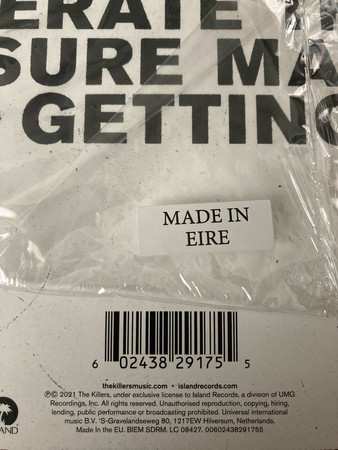 ERATE
SURE MA
GETTING
MADE IN
EIRE
6 02438 29175 5
thekillersmusic.com • islandrecords.com
℗© 2021 The Killers, under exclusive license to Island Records, a division of UMG
Recordings, Inc. All rights reserved. Unauthorised reproduction, copying, hiring,
lending, public performance or broadcasting prohibited. Universal international
music B.V. 'S-Gravelandseweg 80, 1217EW Hilversum, Netherlands.
Made in the EU. BIEM SDRM. LC 08427. 00602438291755